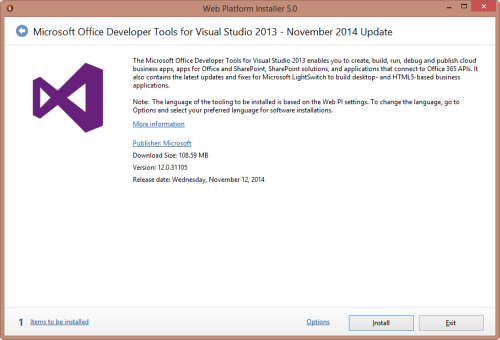 Web Platform Installer 5.0
Microsoft Office Developer Tools for Visual Studio 2013 - November 2014 Update
The Microsoft Office Developer Tools for Visual Studio 2013 enables you to create, build, run, debug and publish cloud
business apps, apps for Office and SharePoint, SharePoint solutions, and applications that connect to Office 365 APIs. It
also contains the latest updates and fixes for Microsoft LightSwitch to build desktop- and HTML5-based business
applications.
Note: The language of the tooling to be installed is based on the Web PI settings. To change the language, go to
Options and select your preferred language for software installations.
More information
Publisher: Microsoft
Download Size: 108.59 MB
Version: 12.0.31105
Release date: Wednesday, November 12, 2014
1 Items to be installed Options Install Exit